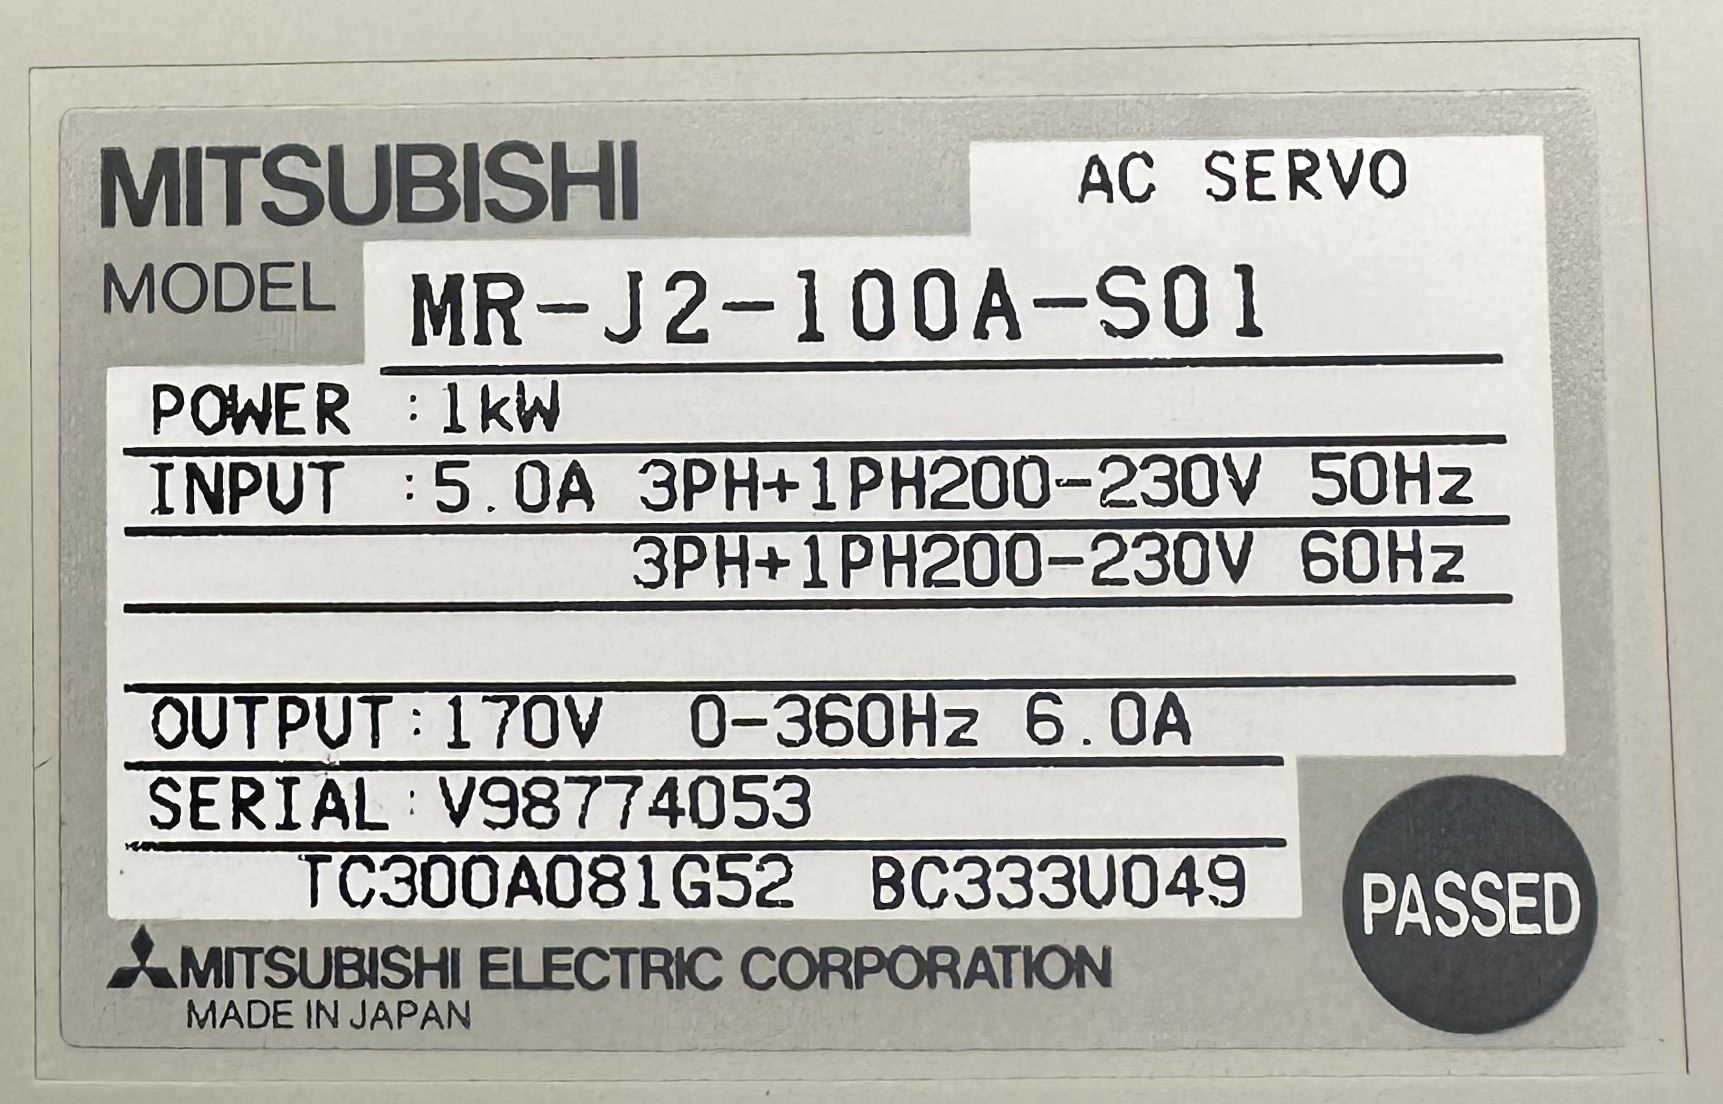 MITSUBISHI
AC SERVO
MODEL MR-J2-100A-S01
POWER :1kW
INPUT :5.0A 3PH+1PH200-230V 50Hz
3PH+1PH200-230V 60Hz
OUTPUT:170V 0-360Hz 6.0A
SERIAL:V98774053
TC300A081G52 BC333U049
PASSED
MITSUBISHI ELECTRIC CORPORATION
MADE IN JAPAN